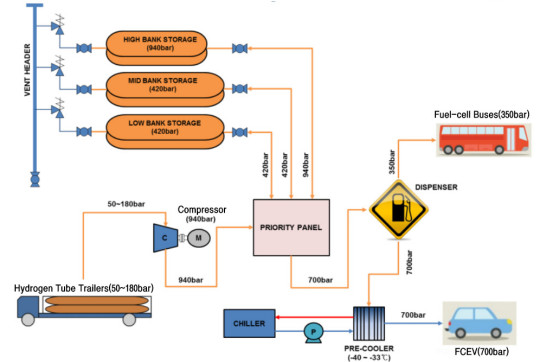 HIGH BANK STORAGE
(940bar)
MID BANK STORAGE
(420bar)
LOW BANK STORAGE
(420bar)
VENT HEADER
420bar
420bar
940bar
Fuel-cell Buses(350bar)
350bar
DISPENSER
50~180bar
Compressor
(940bar)
C
M
PRIORITY PANEL
940bar
700bar
700bar
Hydrogen Tube Trailers(50~180bar)
CHILLER
P
700bar
PRE-COOLER
(-40 ~ -33℃)
FCEV(700bar)